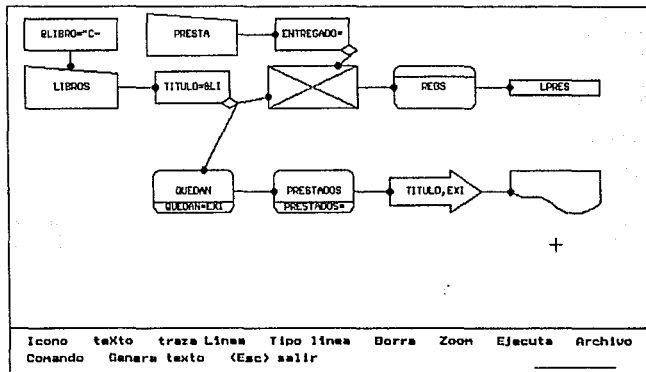 @LIBRO="C-
PRESTA
ENTREGADO=
LIBROS
TITULO=@LI
REGS
LPRES
QUEDAN
QUEDAN=EXI
PRESTADOS
PRESTADOS=
TITULO,EXI
Icono teXto traza Linea Tipo linea Borra Zoom Ejecuta Archivo
Comando Genera texto <Esc> salir